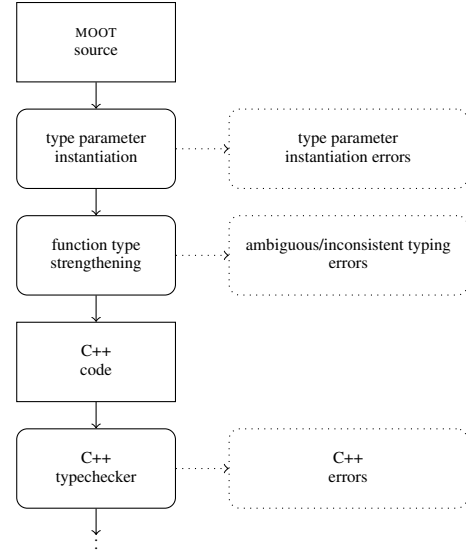 MOOT
source
type parameter
instantiation
type parameter
instantiation errors
function type
strengthening
ambiguous/inconsistent typing
errors
C++
code
C++
typechecker
C++
errors